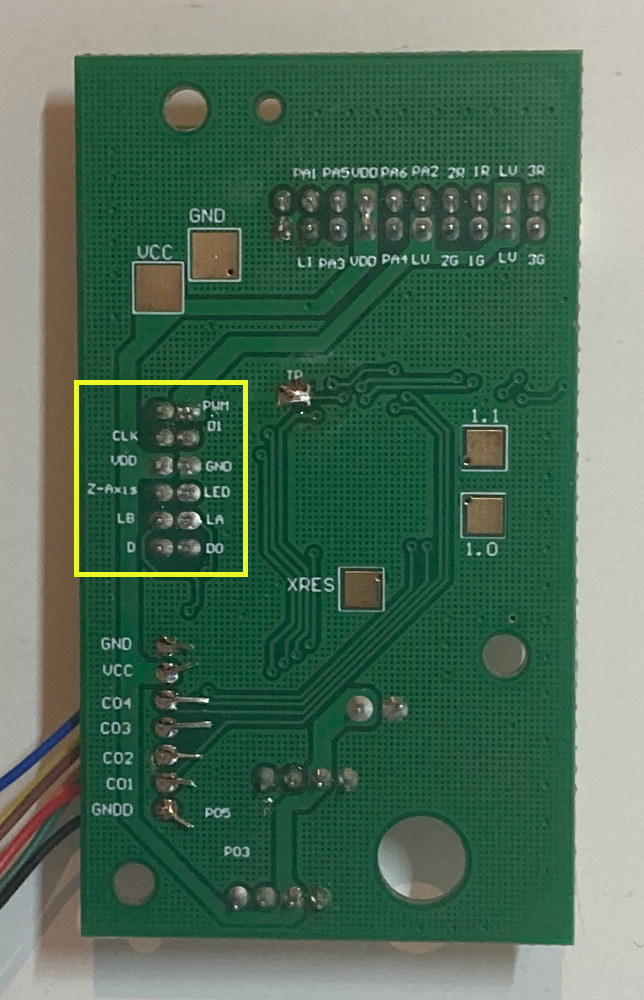 PA1 PA5 VDD PA6 PA2 2R 1R LV 3R
GND
VCC
L1 PA3 VDD PA4 LV 2G 1G LV 3G
PWM
D1
CLK
VDD GND
Z-Axis LED
LB LA
D D0
1.1
1.0
XRES
GND
VCC
CO4
CO3
CO2
CO1
GNDD
P05
P03